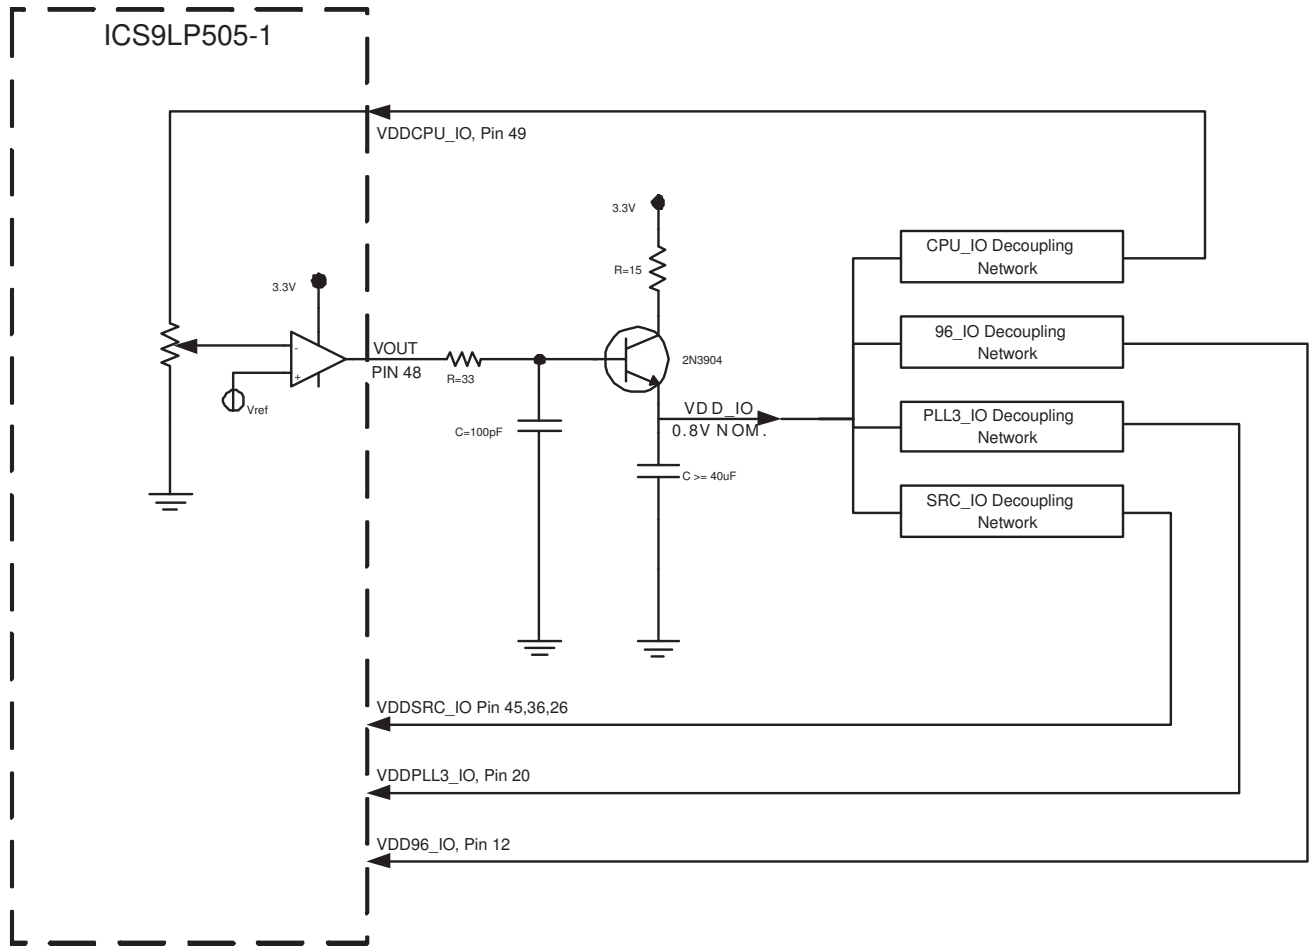 ICS9LP505-1
VDDCPU_IO, Pin 49
3.3V
R=15
CPU_IO Decoupling
Network
3.3V
-
+
Vref
VOUT
PIN 48
R=33
2N3904
96_IO Decoupling
Network
C=100pF
VDD_IO
0.8V NOM.
C >= 40uF
PLL3_IO Decoupling
Network
SRC_IO Decoupling
Network
VDDSRC_IO Pin 45,36,26
VDDPLL3_IO, Pin 20
VDD96_IO, Pin 12